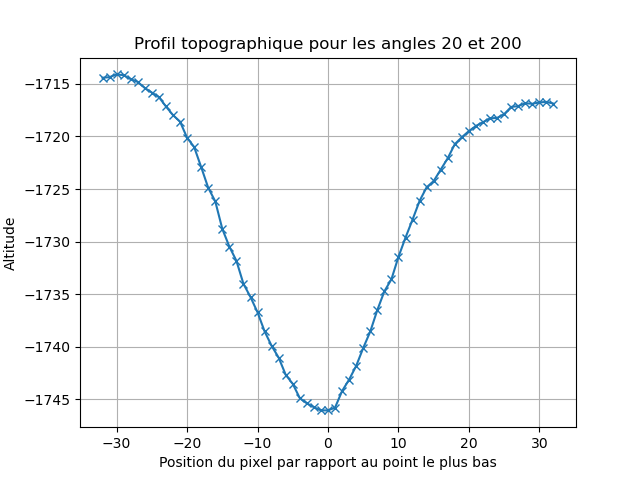 Profil topographique pour les angles 20 et 200
Altitude
−1715
−1720
−1725
−1730
−1735
−1740
−1745
−30 −20 −10 0 10 20 30
Position du pixel par rapport au point le plus bas